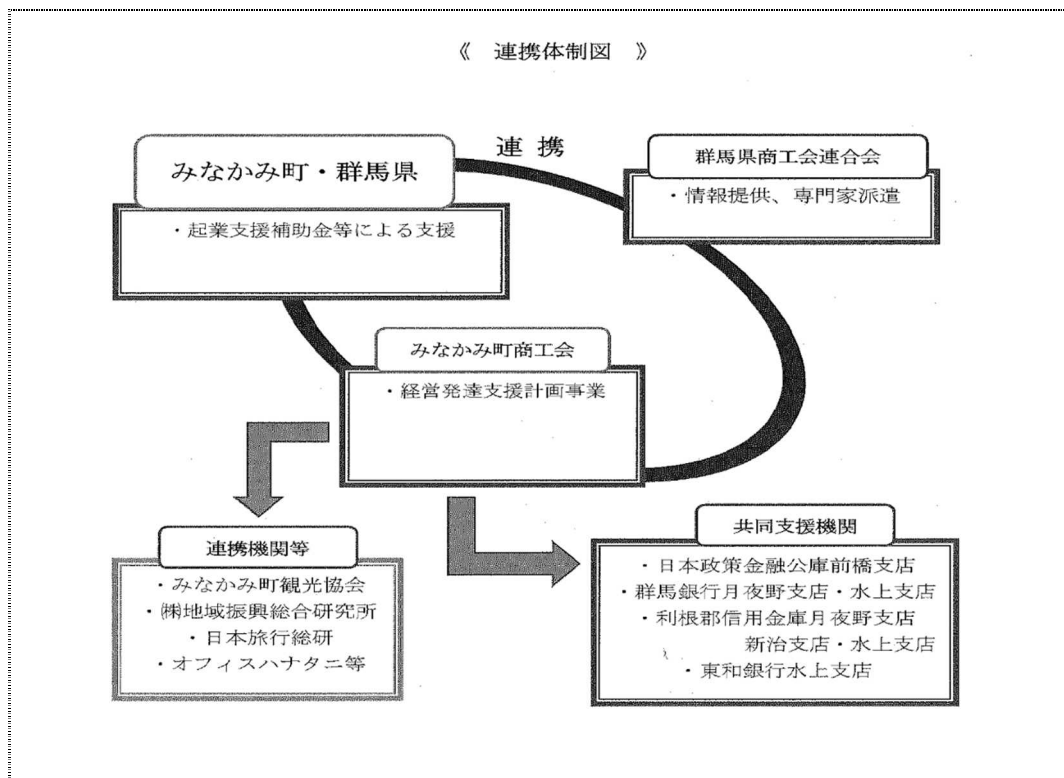 《 連携体制図 》
連 携
みなかみ町・群馬県
・起業支援補助金等による支援
群馬県商工会連合会
・情報提供、専門家派遣
みなかみ町商工会
・経営発達支援計画事業
連携機関等
・みなかみ町観光協会
・㈱地域振興総合研究所
・日本旅行総研
・オフィスハナタニ等
共同支援機関
・日本政策金融公庫前橋支店
・群馬銀行月夜野支店・水上支店
・利根郡信用金庫月夜野支店
新治支店・水上支店
・東和銀行水上支店